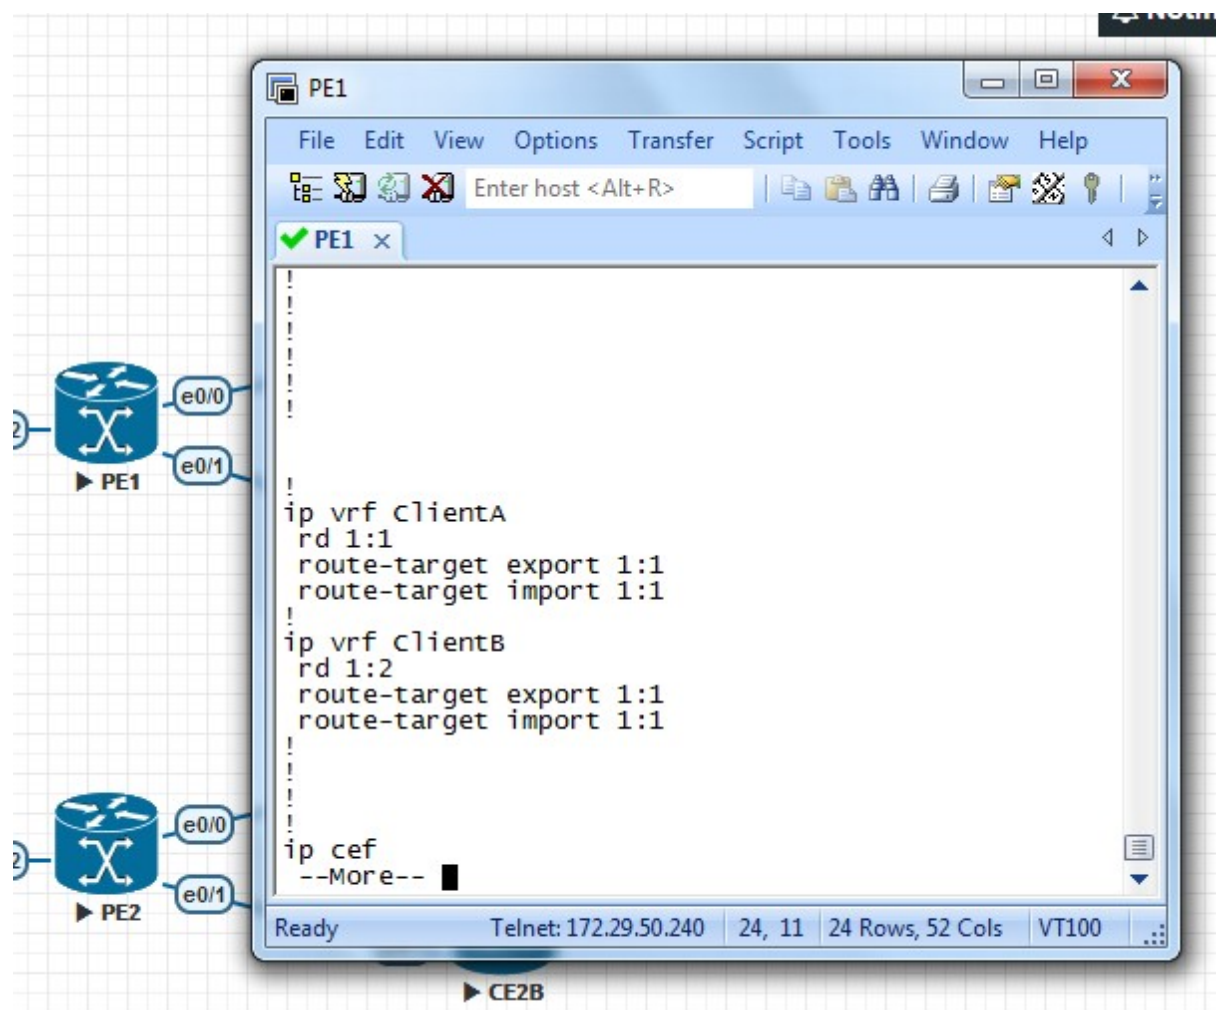 PE1
File Edit View Options Transfer Script Tools Window Help
Enter host <Alt+R>
PE1
!
!
!
!
!
!
!
ip vrf ClientA
rd 1:1
route-target export 1:1
route-target import 1:1
!
ip vrf ClientB
rd 1:2
route-target export 1:1
route-target import 1:1
!
!
!
!
ip cef
--More--
Ready Telnet: 172.29.50.240 24, 11 24 Rows, 52 Cols VT100
e0/0
PE1
e0/1
e0/0
PE2
e0/1
CE2B